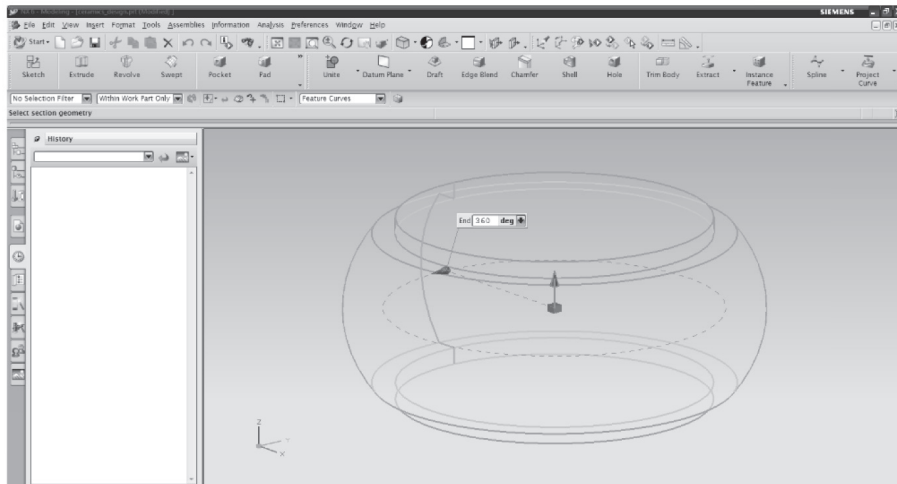 SIEMENS
File Edit View Insert Format Tools Assemblies Information Analysis Preferences Window Help
Start
Sketch Extrude Revolve Swept Pocket Pad Unite Datum Plane Draft Edge Blend Chamfer Shell Hole Trim Body Extract Instance Feature Spline Project Curve
No Selection Filter Within Work Part Only Feature Curves
Select section geometry
History
End 360 deg
Z
X